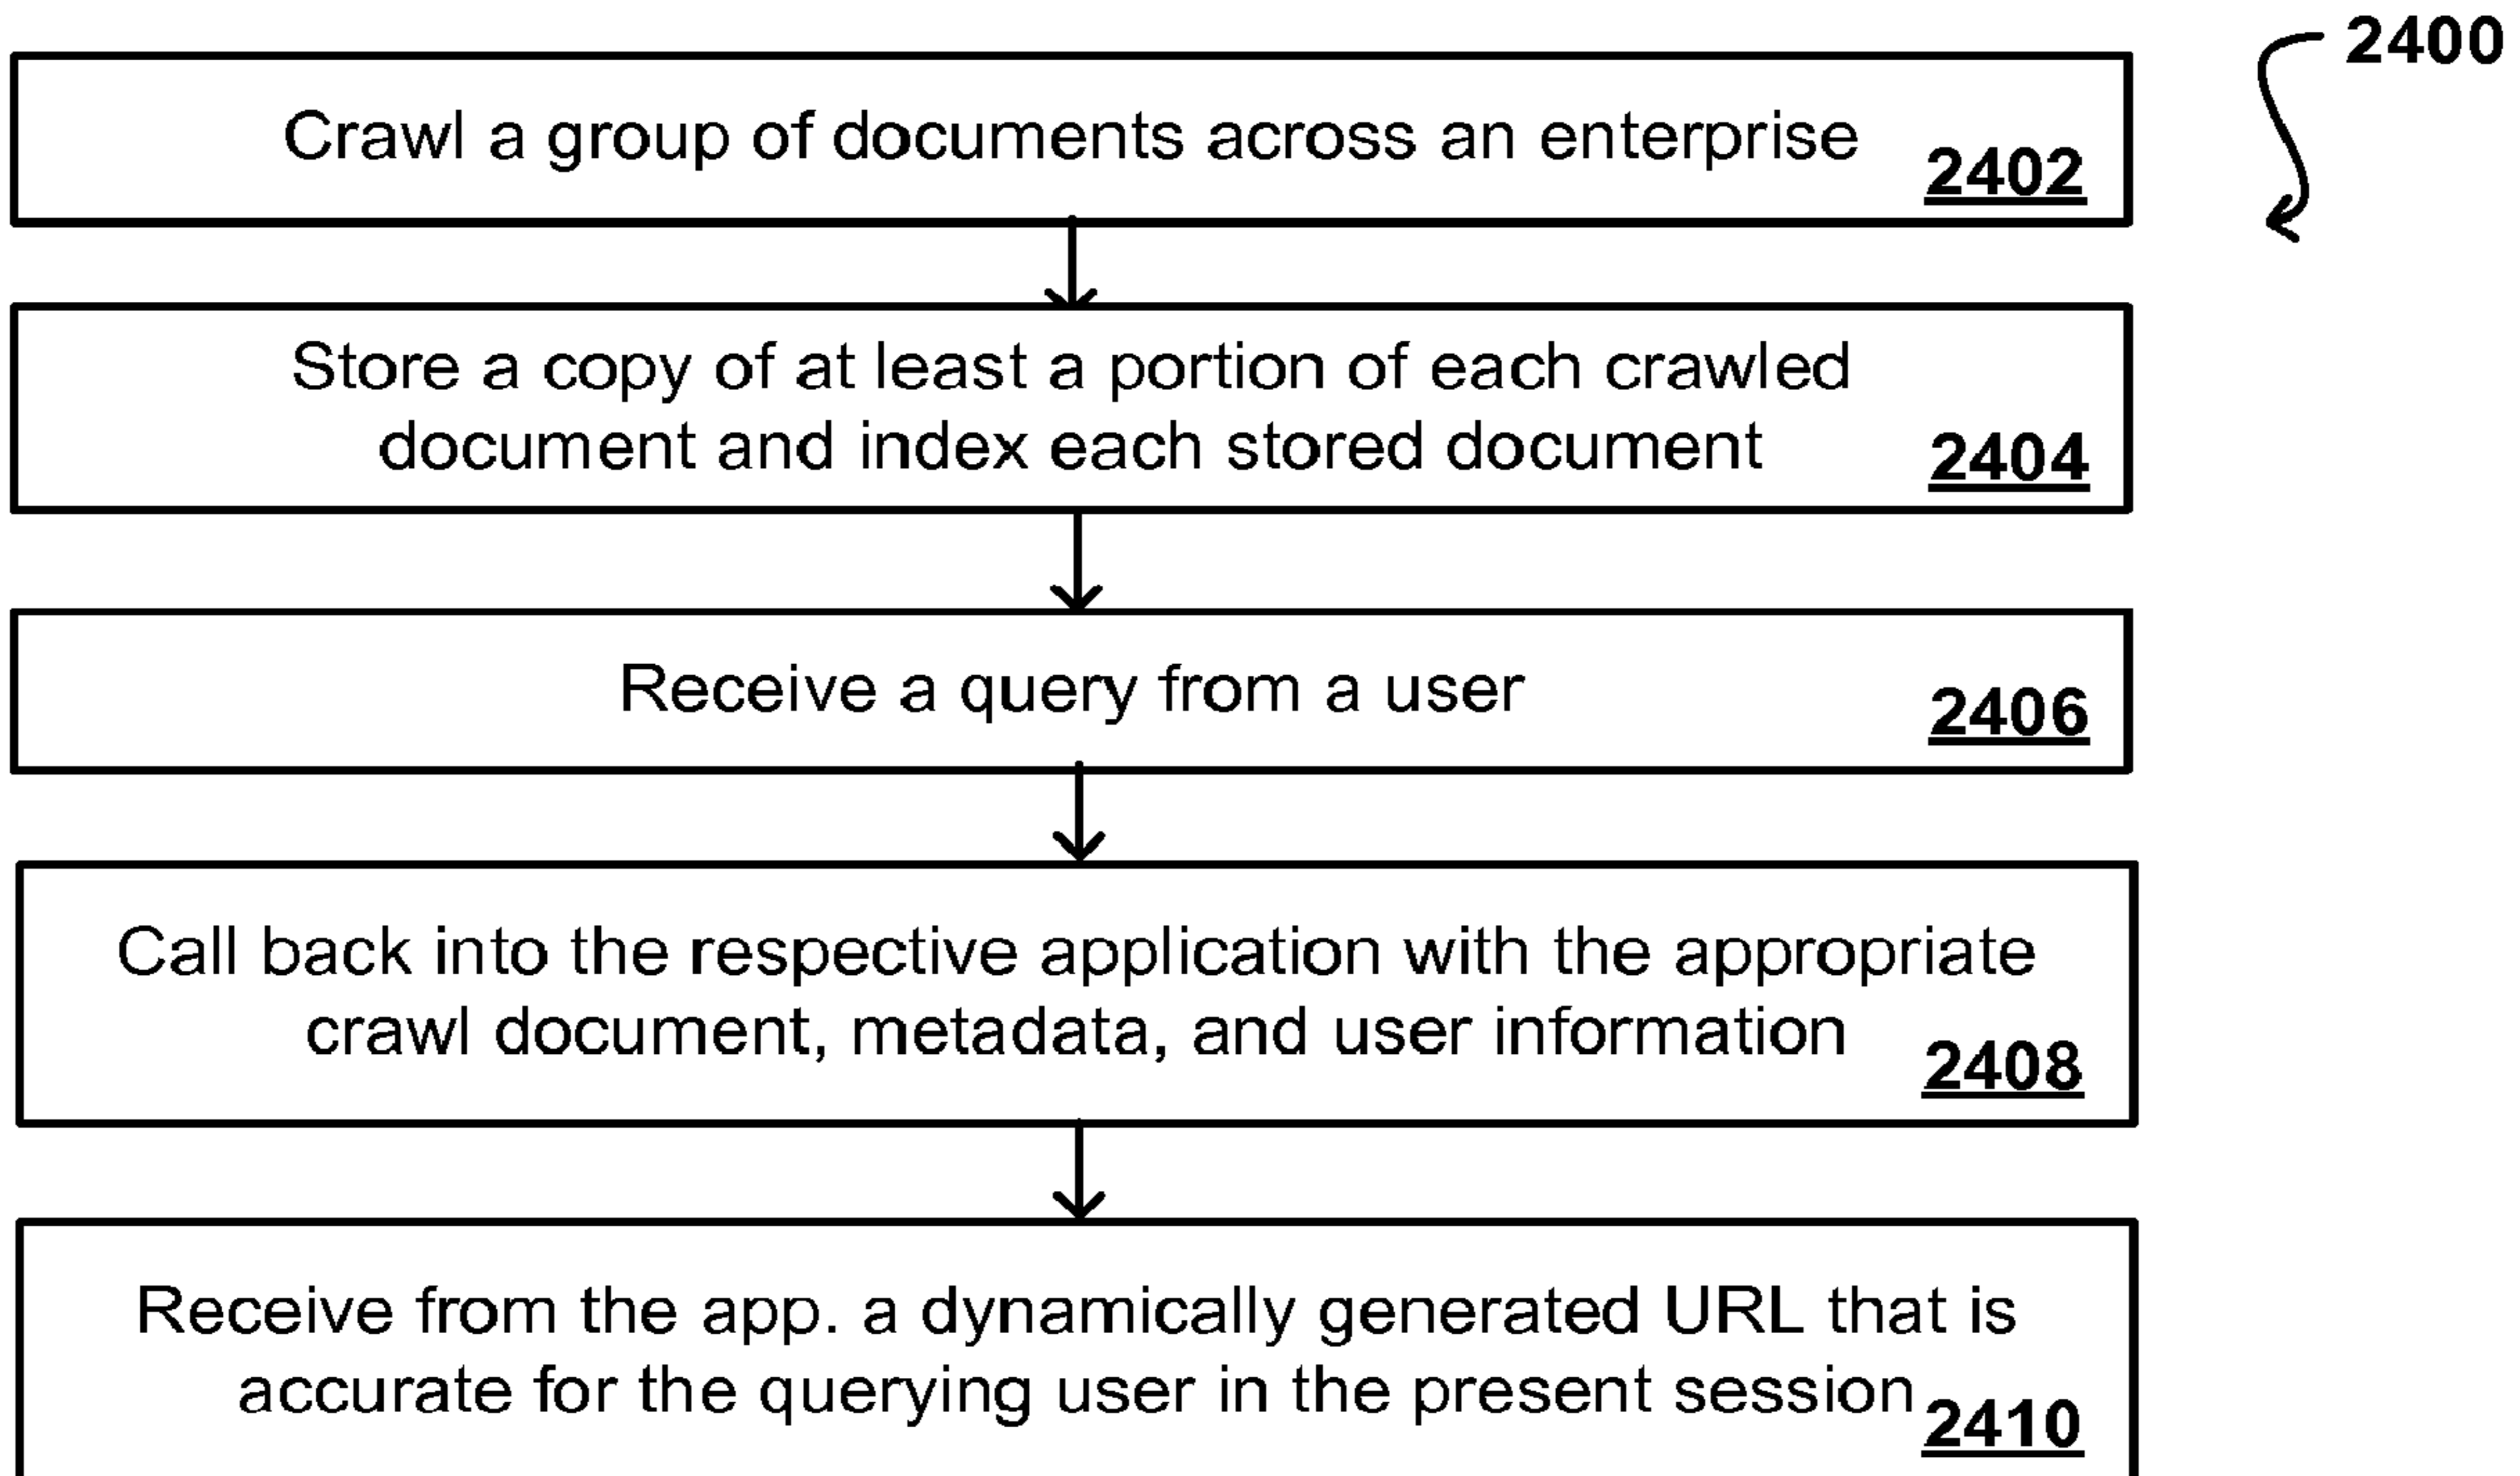 2400
Crawl a group of documents across an enterprise
2402
Store a copy of at least a portion of each crawled
document and index each stored document
2404
Receive a query from a user
2406
Call back into the respective application with the appropriate
crawl document, metadata, and user information
2408
Receive from the app. a dynamically generated URL that is
accurate for the querying user in the present session
2410